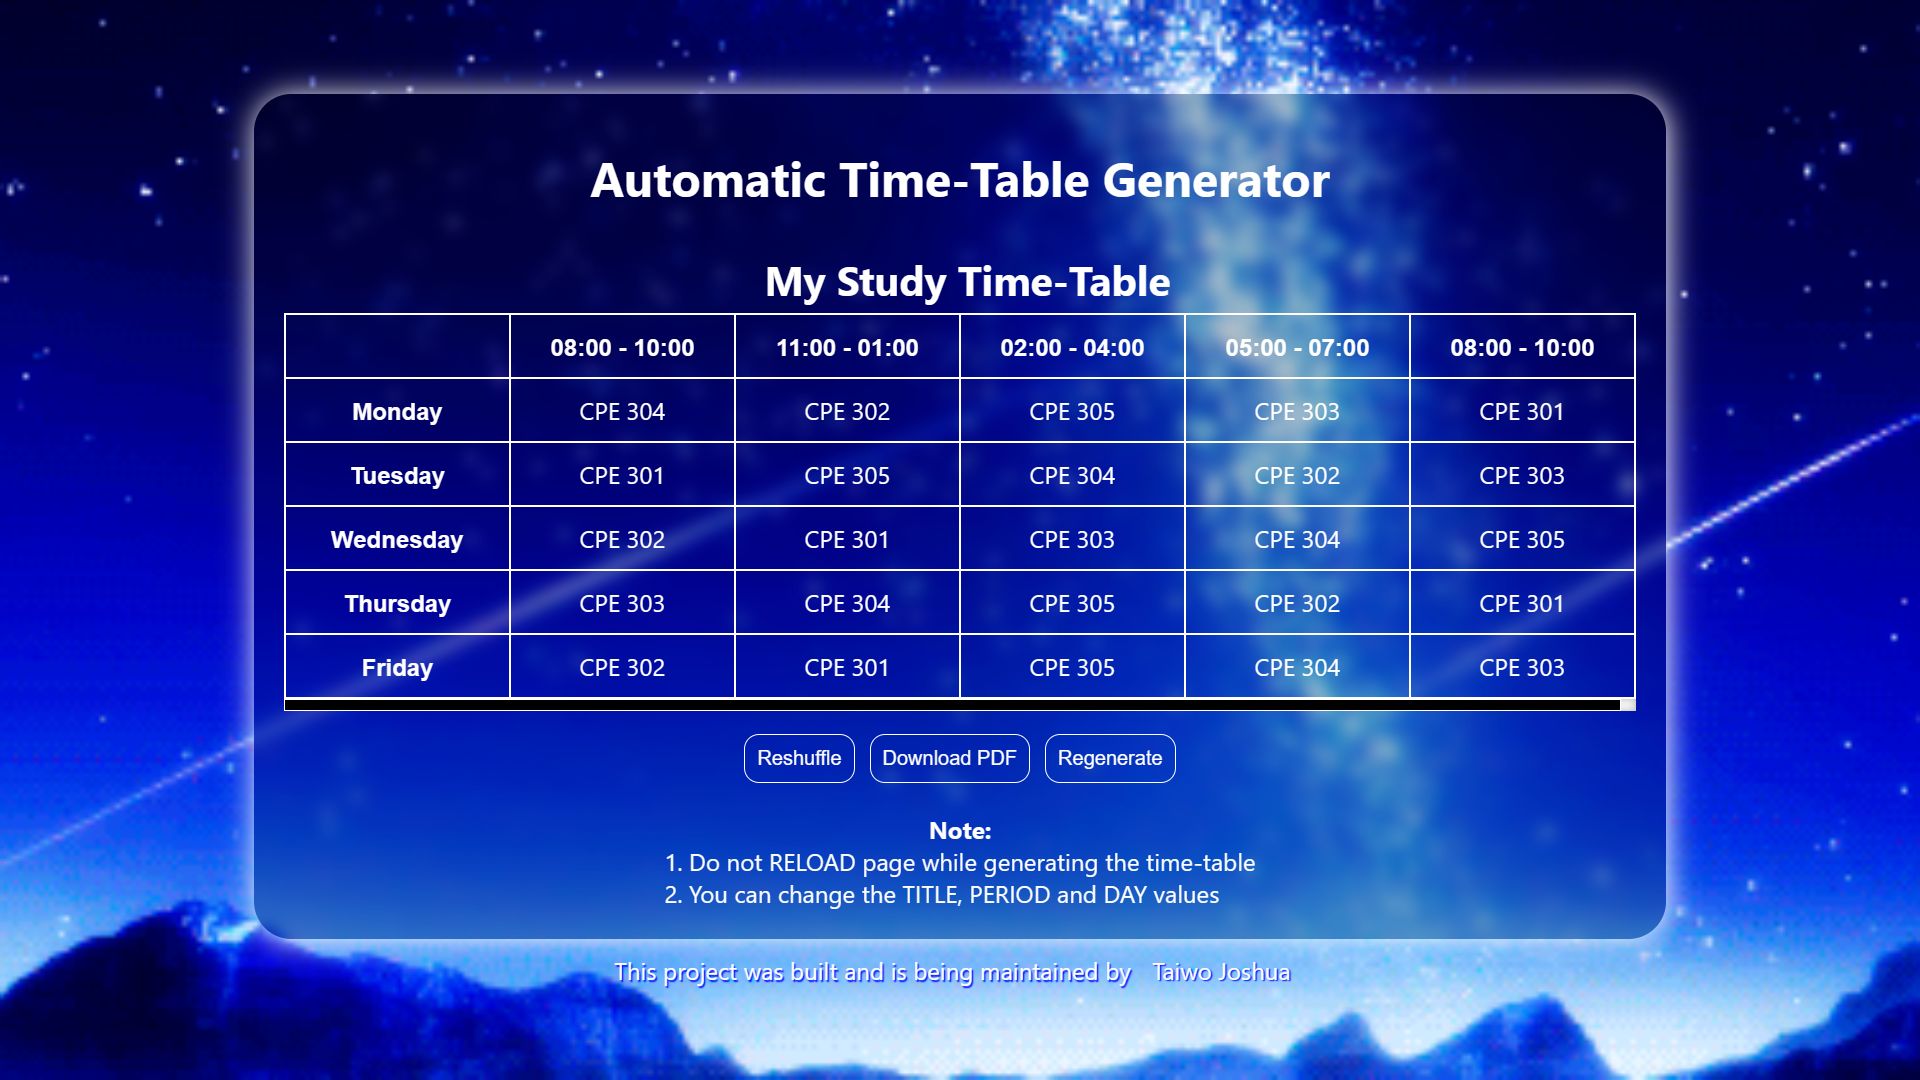 Automatic Time-Table Generator
My Study Time-Table
08:00 - 10:00 11:00 - 01:00 02:00 - 04:00 05:00 - 07:00 08:00 - 10:00
Monday CPE 304 CPE 302 CPE 305 CPE 303 CPE 301
Tuesday CPE 301 CPE 305 CPE 304 CPE 302 CPE 303
Wednesday CPE 302 CPE 301 CPE 303 CPE 304 CPE 305
Thursday CPE 303 CPE 304 CPE 305 CPE 302 CPE 301
Friday CPE 302 CPE 301 CPE 305 CPE 304 CPE 303
Reshuffle Download PDF Regenerate
Note:
1. Do not RELOAD page while generating the time-table
2. You can change the TITLE, PERIOD and DAY values
This project was built and is being maintained by Taiwo Joshua